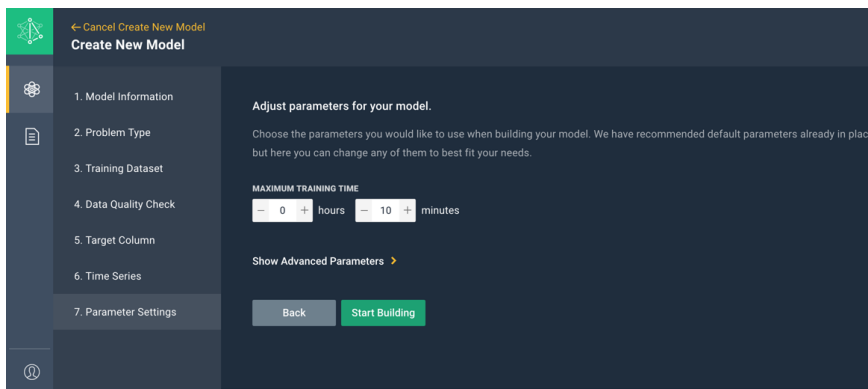 ← Cancel Create New Model
Create New Model
1. Model Information
2. Problem Type
3. Training Dataset
4. Data Quality Check
5. Target Column
6. Time Series
7. Parameter Settings
Adjust parameters for your model.
Choose the parameters you would like to use when building your model. We have recommended default parameters already in plac
but here you can change any of them to best fit your needs.
MAXIMUM TRAINING TIME
− 0 + hours − 10 + minutes
Show Advanced Parameters >
Back Start Building